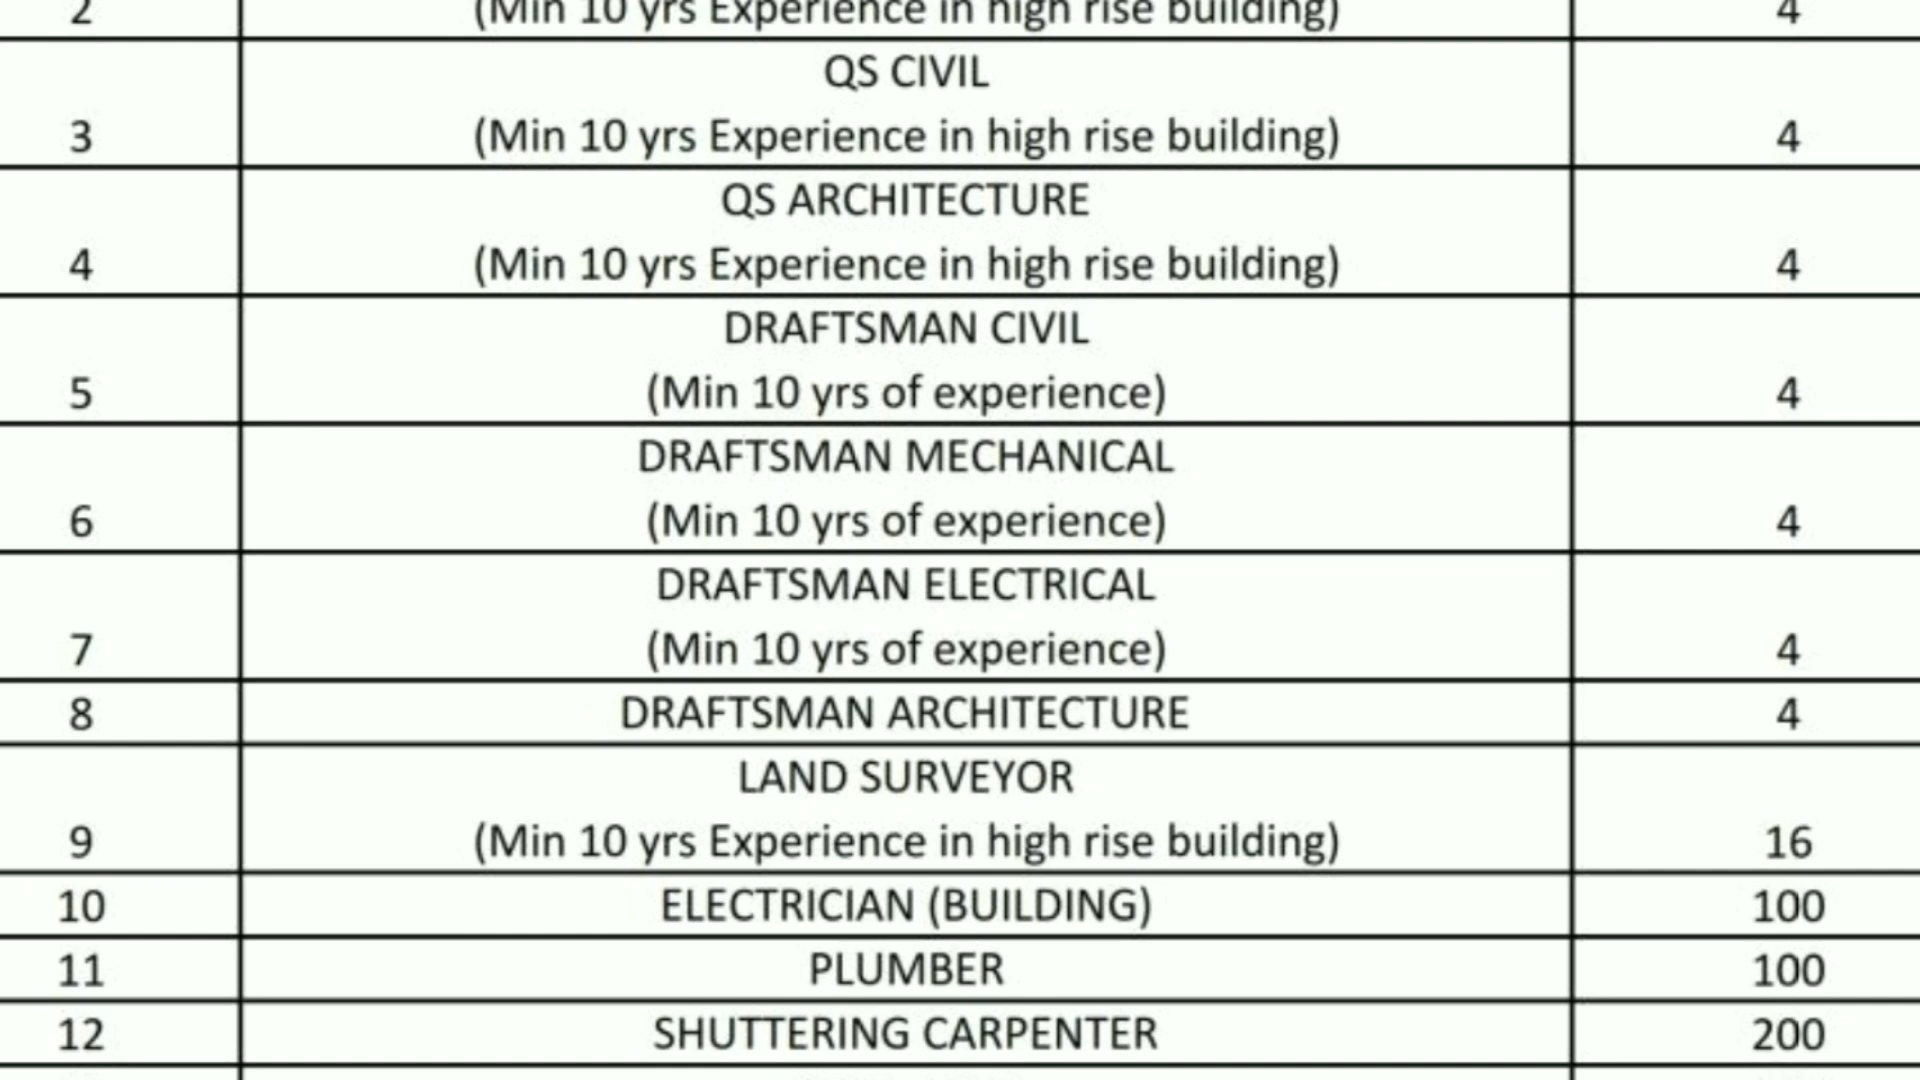 2 (Min 10 yrs Experience in high rise building) 4
QS CIVIL
3 (Min 10 yrs Experience in high rise building) 4
QS ARCHITECTURE
4 (Min 10 yrs Experience in high rise building) 4
DRAFTSMAN CIVIL
5 (Min 10 yrs of experience) 4
DRAFTSMAN MECHANICAL
6 (Min 10 yrs of experience) 4
DRAFTSMAN ELECTRICAL
7 (Min 10 yrs of experience) 4
8 DRAFTSMAN ARCHITECTURE 4
LAND SURVEYOR
9 (Min 10 yrs Experience in high rise building) 16
10 ELECTRICIAN (BUILDING) 100
11 PLUMBER 100
12 SHUTTERING CARPENTER 200